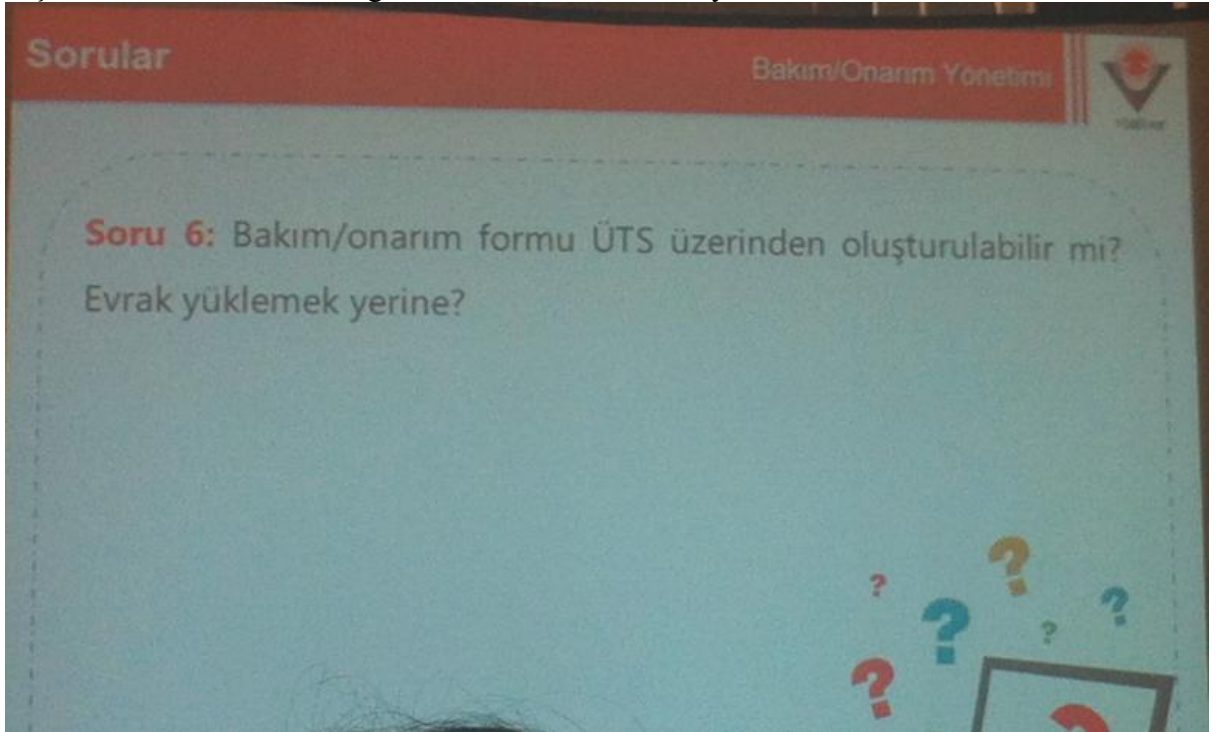 Sorular
Bakım/Onarım Yönetimi
Soru 6: Bakım/onarım formu ÜTS üzerinden oluşturulabilir mi?
Evrak yüklemek yerine?